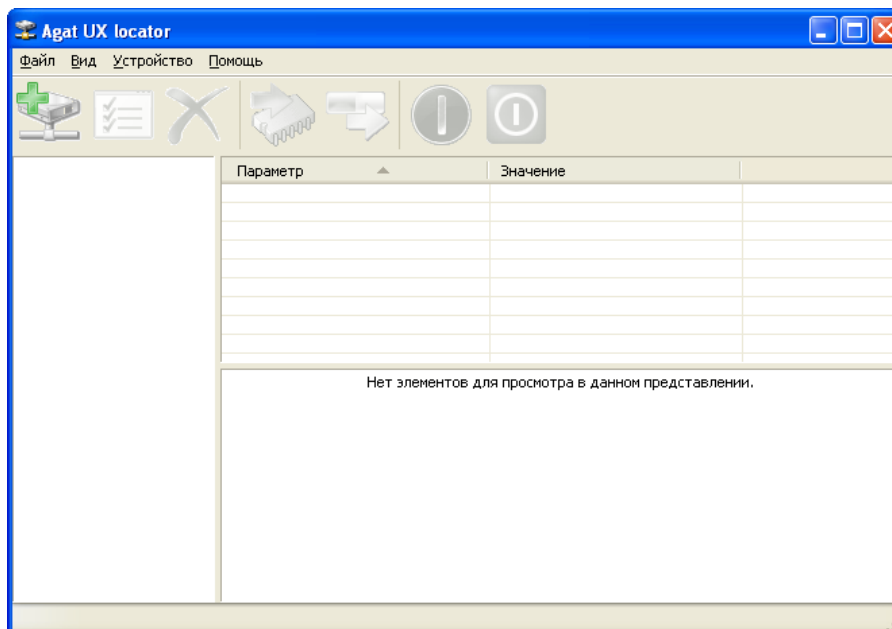 Agat UX locator
Файл Вид Устройство Помощь
Параметр Значение
Нет элементов для просмотра в данном представлении.